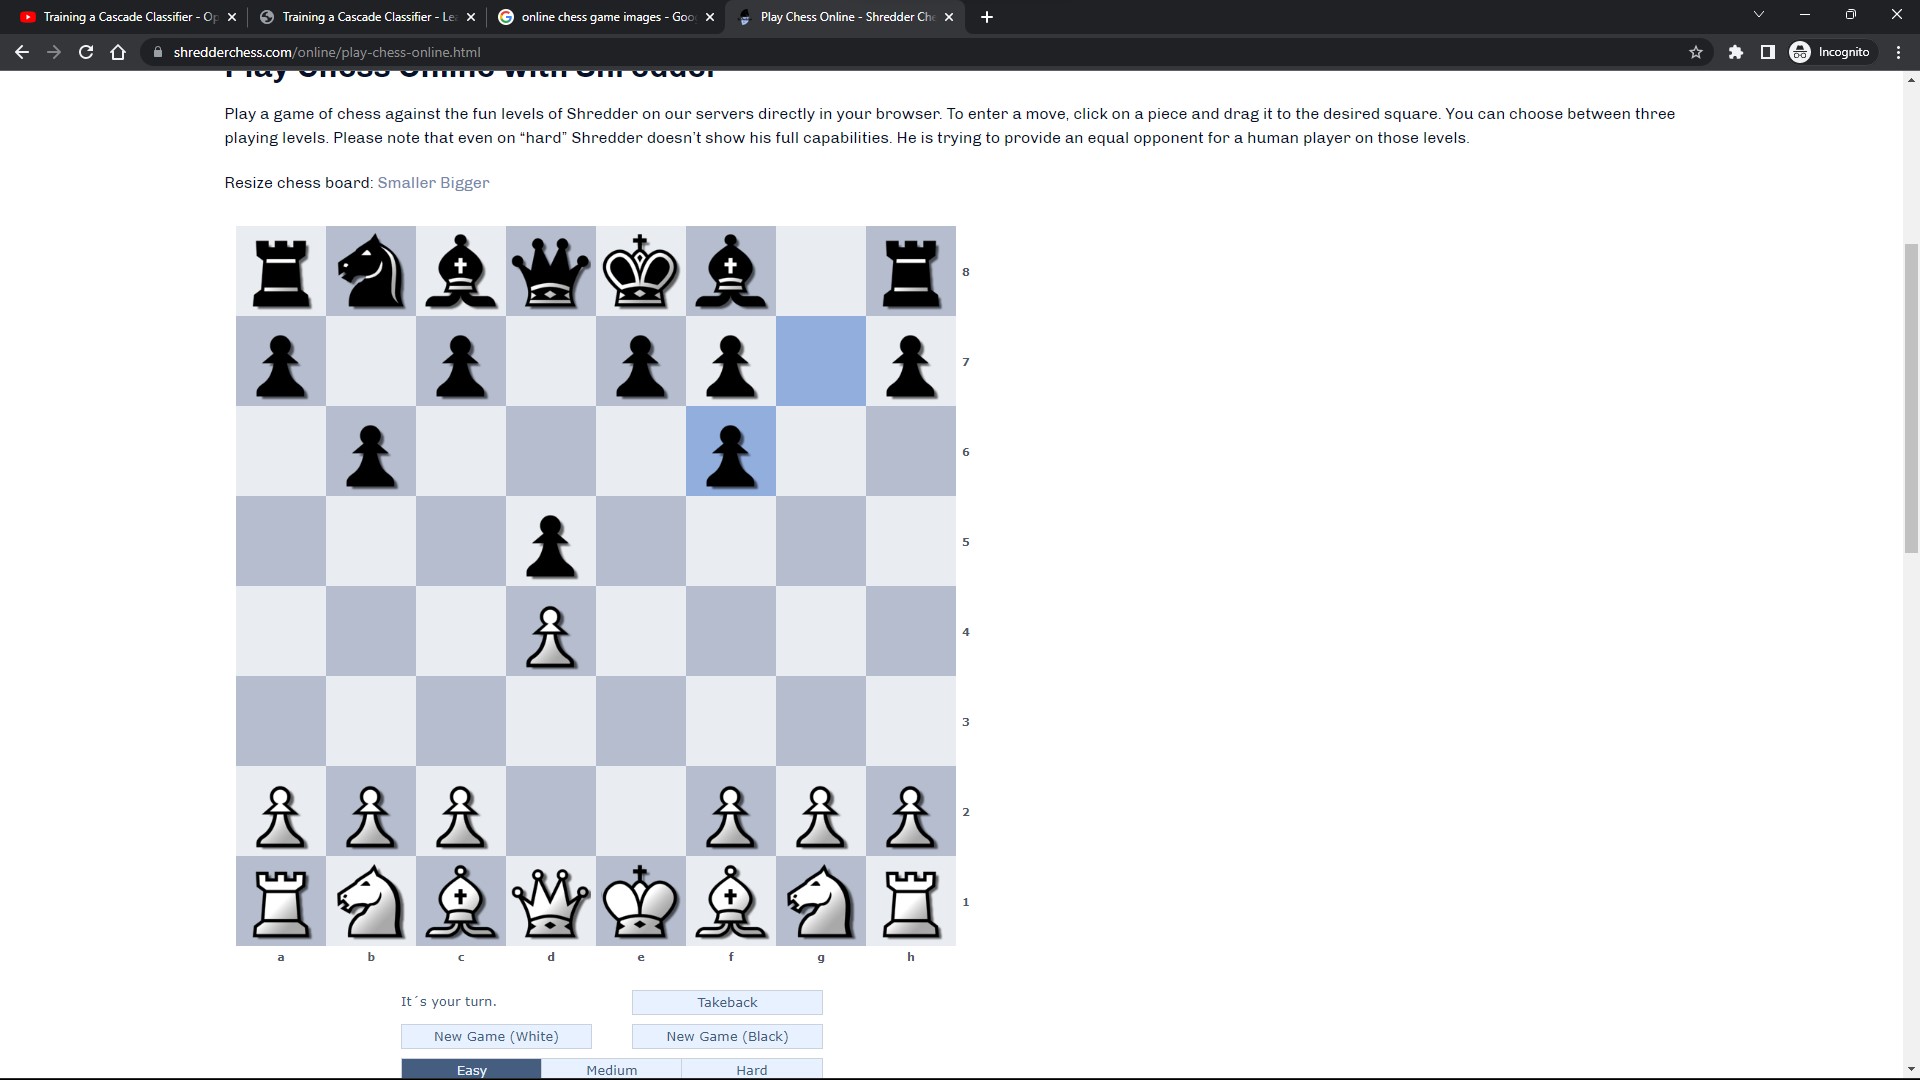 Training a Cascade Classifier - Op
Training a Cascade Classifier - Le
online chess game images - Goo
Play Chess Online - Shredder Che
shredderchess.com/online/play-chess-online.html
Incognito
Play Chess Online with Shredder
Play a game of chess against the fun levels of Shredder on our servers directly in your browser. To enter a move, click on a piece and drag it to the desired square. You can choose between three
playing levels. Please note that even on “hard” Shredder doesn’t show his full capabilities. He is trying to provide an equal opponent for a human player on those levels.
Resize chess board: Smaller Bigger
8
7
6
5
4
3
2
1
a b c d e f g h
It´s your turn.
Takeback
New Game (White)
New Game (Black)
Easy
Medium
Hard